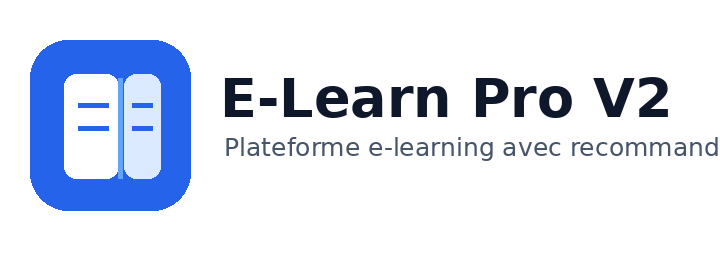 E-Learn Pro V2
Plateforme e-learning avec recommand